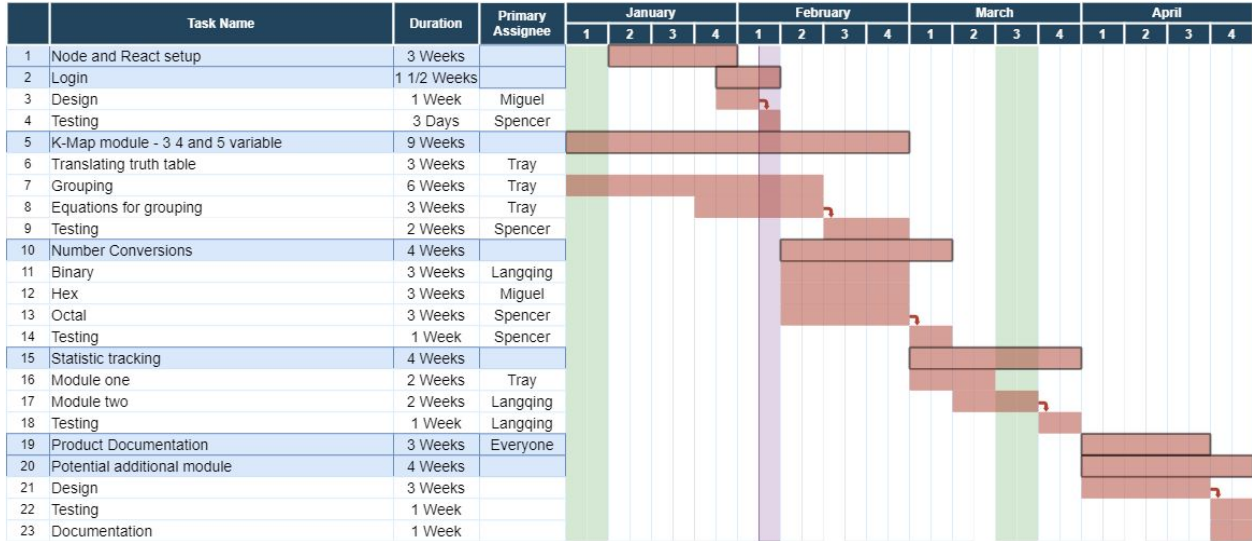 Task Name Duration Primary Assignee January February March April
1 2 3 4 1 2 3 4 1 2 3 4 1 2 3 4
1 Node and React setup 3 Weeks
2 Login 1 1/2 Weeks
3 Design 1 Week Miguel
4 Testing 3 Days Spencer
5 K-Map module - 3 4 and 5 variable 9 Weeks
6 Translating truth table 3 Weeks Tray
7 Grouping 6 Weeks Tray
8 Equations for grouping 3 Weeks Tray
9 Testing 2 Weeks Spencer
10 Number Conversions 4 Weeks
11 Binary 3 Weeks Langqing
12 Hex 3 Weeks Miguel
13 Octal 3 Weeks Spencer
14 Testing 1 Week Spencer
15 Statistic tracking 4 Weeks
16 Module one 2 Weeks Tray
17 Module two 2 Weeks Langqing
18 Testing 1 Week Langqing
19 Product Documentation 3 Weeks Everyone
20 Potential additional module 4 Weeks
21 Design 3 Weeks
22 Testing 1 Week
23 Documentation 1 Week